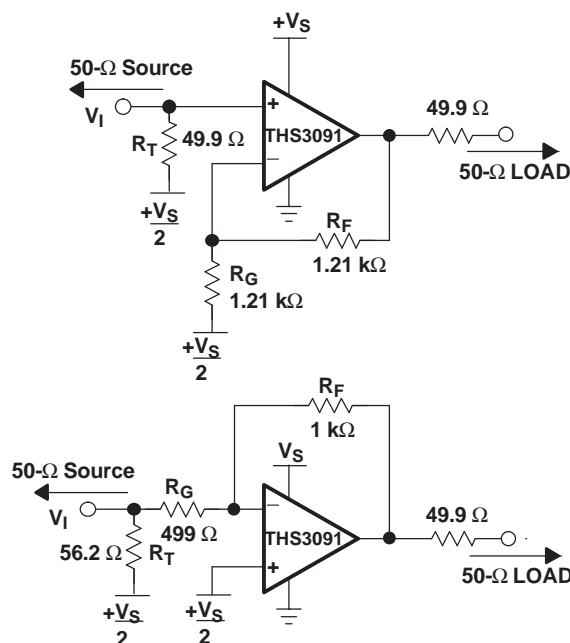 +VS
50-Ω Source
VI
+
49.9 Ω
RT
49.9 Ω
THS3091
−
50-Ω LOAD
+VS
2
RF
1.21 kΩ
RG
1.21 kΩ
+VS
2
RF
1 kΩ
VS
50-Ω Source
RG
49.9 Ω
VI
499 Ω
−
56.2 Ω
RT
THS3091
+
50-Ω LOAD
+VS
2
+VS
2